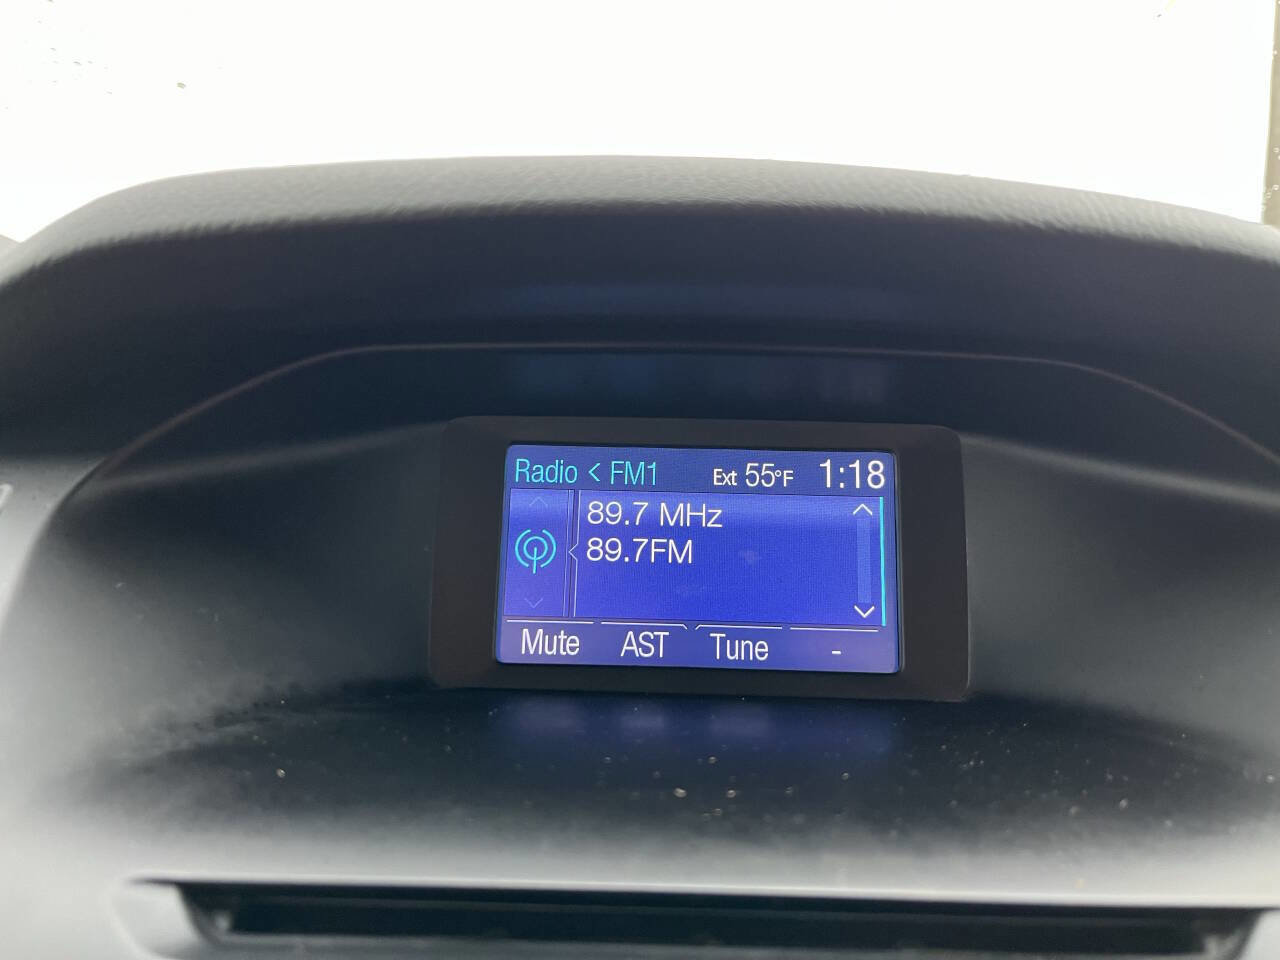 Radio < FM1 Ext 55°F 1:18
89.7 MHz
89.7FM
Mute AST Tune -